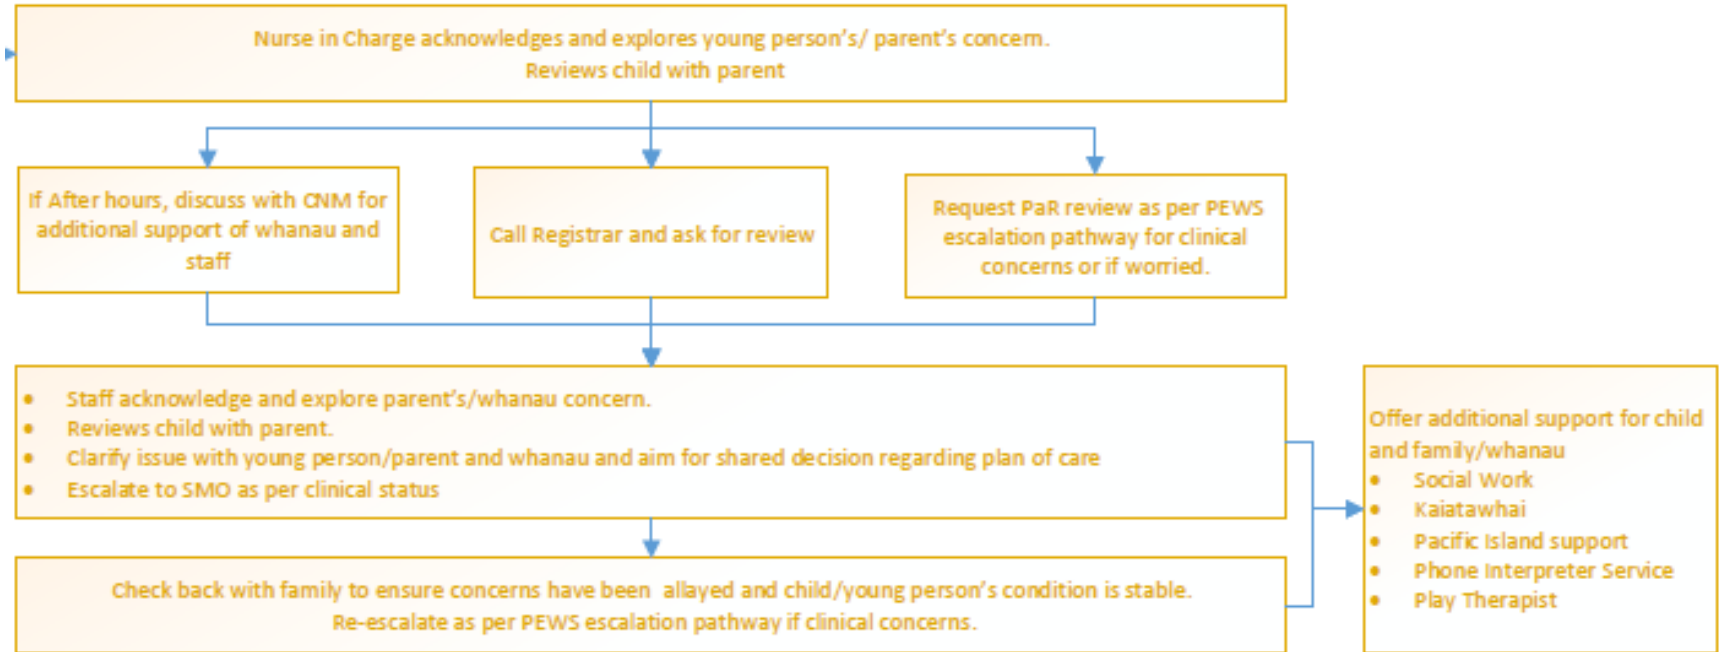 Nurse in Charge acknowledges and explores young person's/ parent's concern.
Reviews child with parent
If After hours, discuss with CNM for
additional support of whanau and
staff
Call Registrar and ask for review
Request PaR review as per PEWS
escalation pathway for clinical
concerns or if worried.
• Staff acknowledge and explore parent's/whanau concern.
• Reviews child with parent.
• Clarify issue with young person/parent and whanau and aim for shared decision regarding plan of care
• Escalate to SMO as per clinical status
Offer additional support for child
and family/whanau
• Social Work
• Kaiatawhai
• Pacific Island support
• Phone Interpreter Service
• Play Therapist
Check back with family to ensure concerns have been allayed and child/young person's condition is stable.
Re-escalate as per PEWS escalation pathway if clinical concerns.